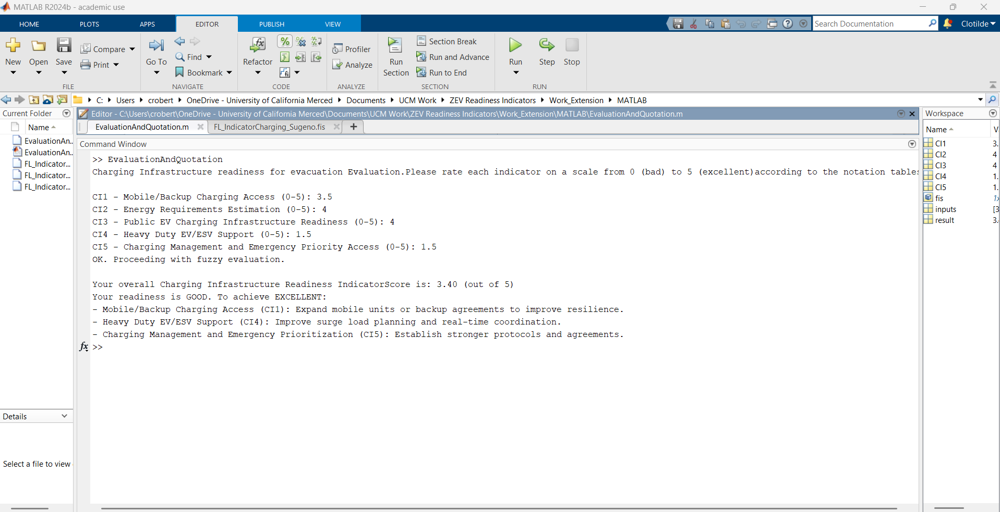 MATLAB R2024b - academic use
HOME PLOTS APPS EDITOR PUBLISH VIEW
Search Documentation
Clotilde
New
Open
Save
Compare
Print
FILE
Go To
Find
Bookmark
NAVIGATE
Refactor
CODE
Profiler
Analyze
ANALYZE
Run Section
Section Break
Run and Advance
Run to End
SECTION
Run
Step
Stop
RUN
C: Users crobert OneDrive - University of California Merced Documents UCM Work ZEV Readiness Indicators Work_Extension MATLAB
Current Folder
Name
EvaluationAn...
EvaluationAn...
FL_Indicator...
FL_Indicator...
FL_Indicator...
Details
Select a file to view
Editor - C:\Users\crobert\OneDrive - University of California Merced\Documents\UCM Work\ZEV Readiness Indicators\Work_Extension\MATLAB\EvaluationAndQuotation.m
EvaluationAndQuotation.m FL_IndicatorCharging_Sugeno.fis
Command Window
>> EvaluationAndQuotation
Charging Infrastructure readiness for evacuation Evaluation.Please rate each indicator on a scale from 0 (bad) to 5 (excellent)according to the notation tables
CI1 - Mobile/Backup Charging Access (0-5): 3.5
CI2 - Energy Requirements Estimation (0-5): 4
CI3 - Public EV Charging Infrastructure Readiness (0-5): 4
CI4 - Heavy Duty EV/ESV Support (0-5): 1.5
CI5 - Charging Management and Emergency Priority Access (0-5): 1.5
OK. Proceeding with fuzzy evaluation.
Your overall Charging Infrastructure Readiness IndicatorScore is: 3.40 (out of 5)
Your readiness is GOOD. To achieve EXCELLENT:
- Mobile/Backup Charging Access (CI1): Expand mobile units or backup agreements to improve resilience.
- Heavy Duty EV/ESV Support (CI4): Improve surge load planning and real-time coordination.
- Charging Management and Emergency Prioritization (CI5): Establish stronger protocols and agreements.
fx >>
Workspace
Name V
CI1 3.
CI2 4
CI3 4
CI4 1.
CI5 1.
fis 1x
inputs [3
result 3.